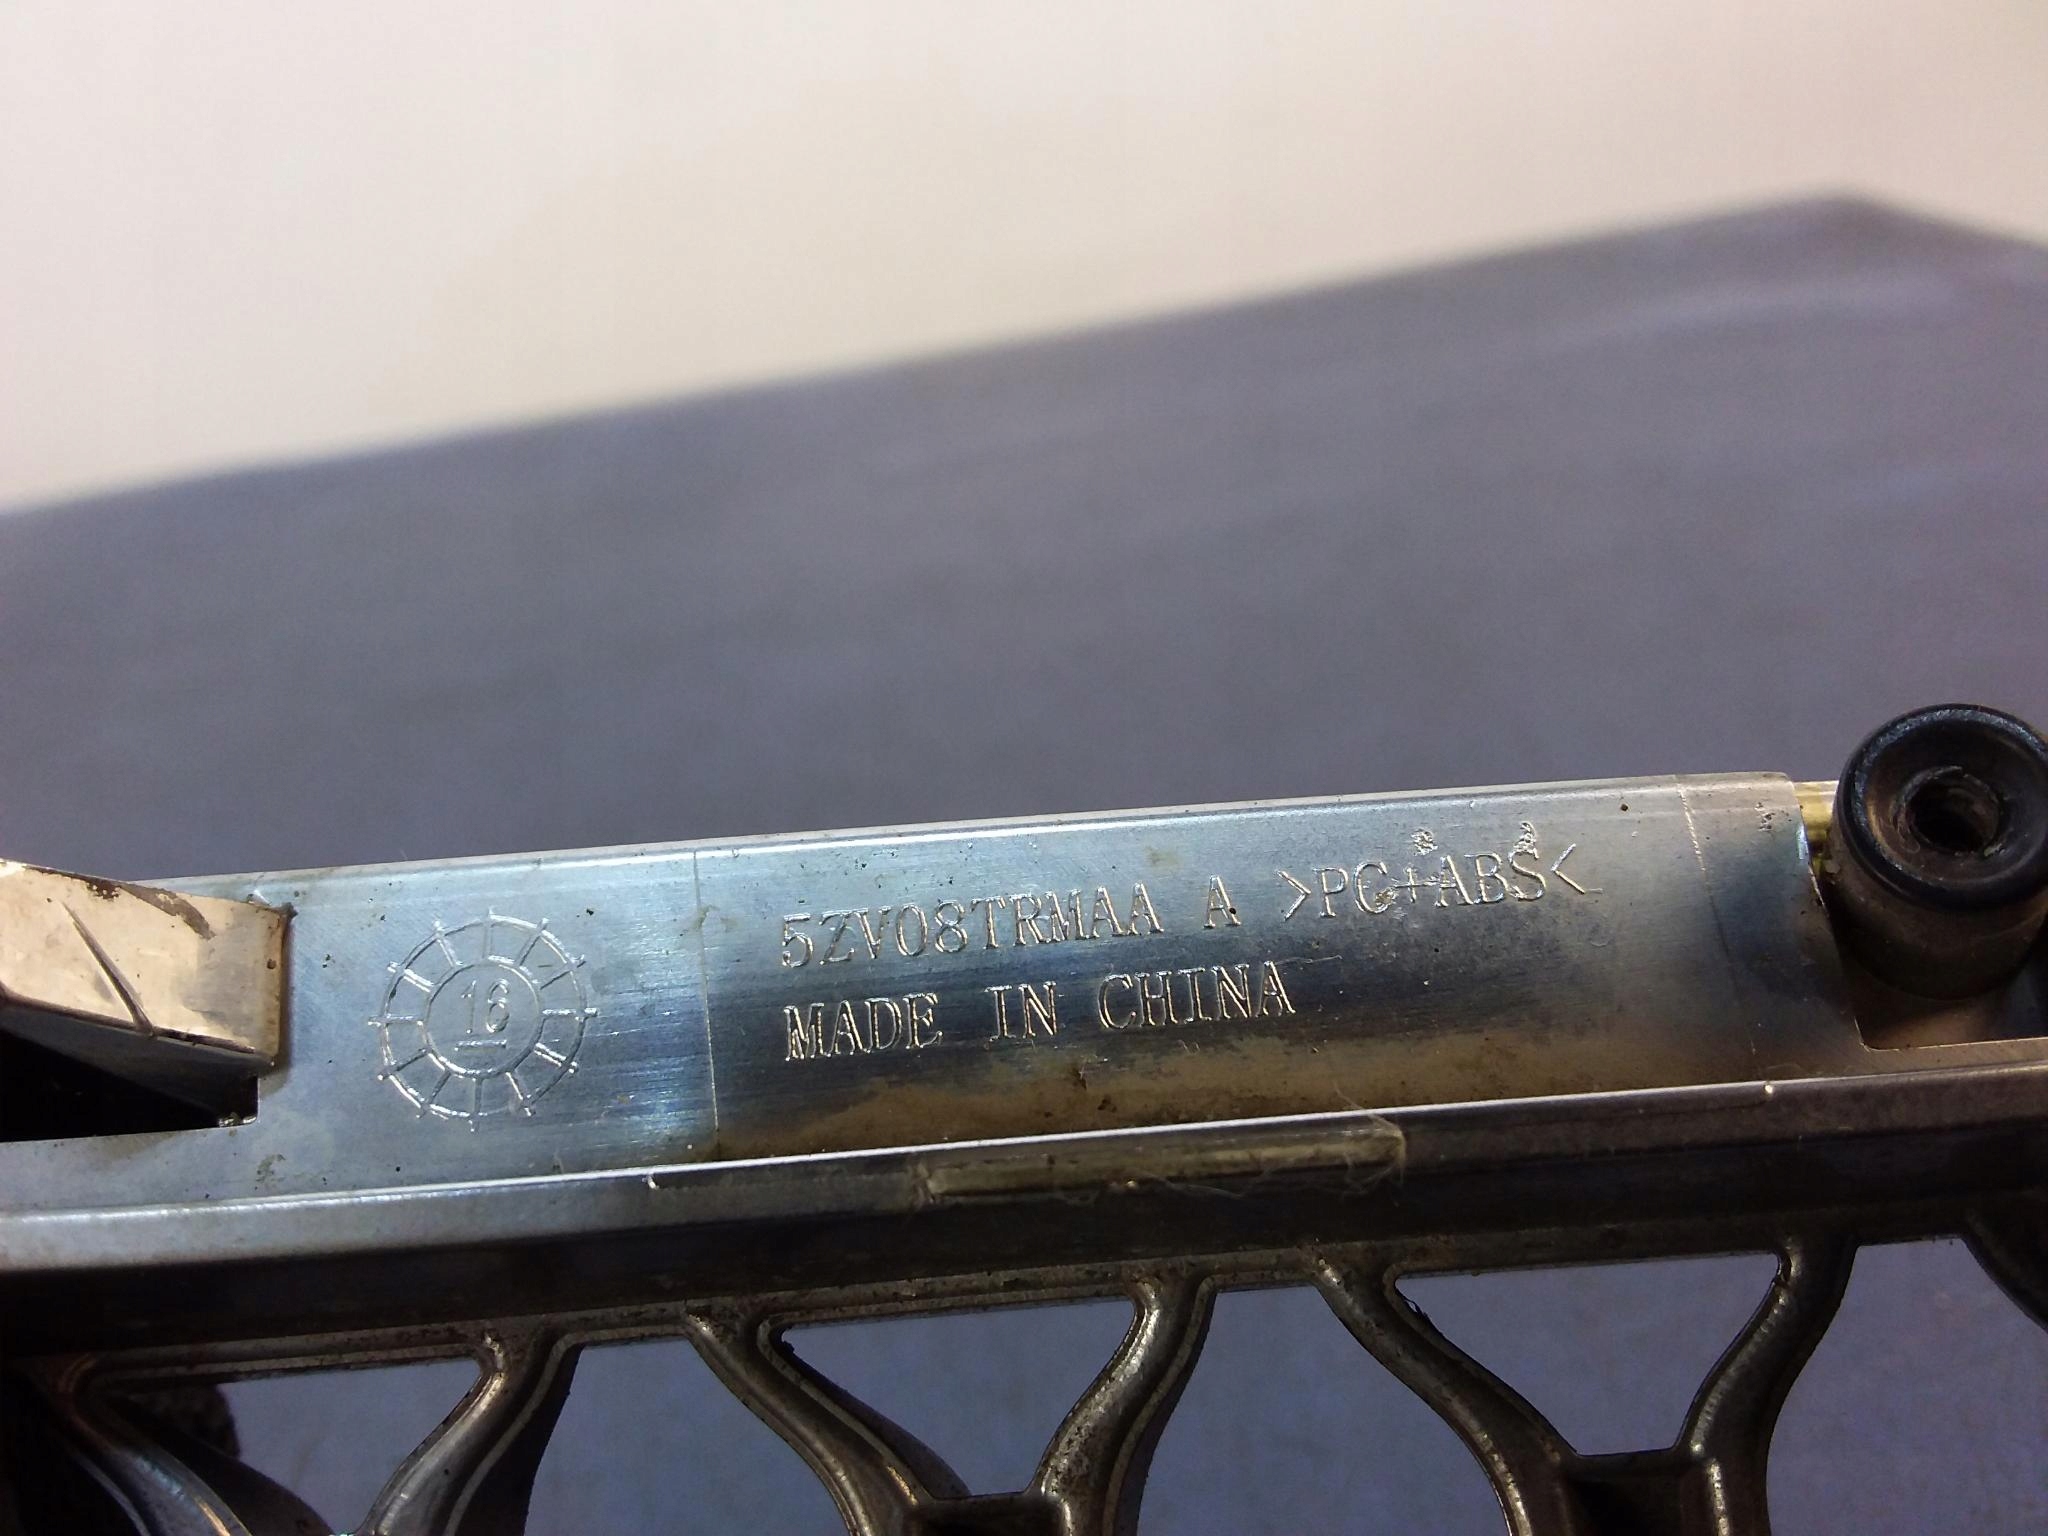 16
5ZV08TRMAA A >PC+ABS<
MADE IN CHINA